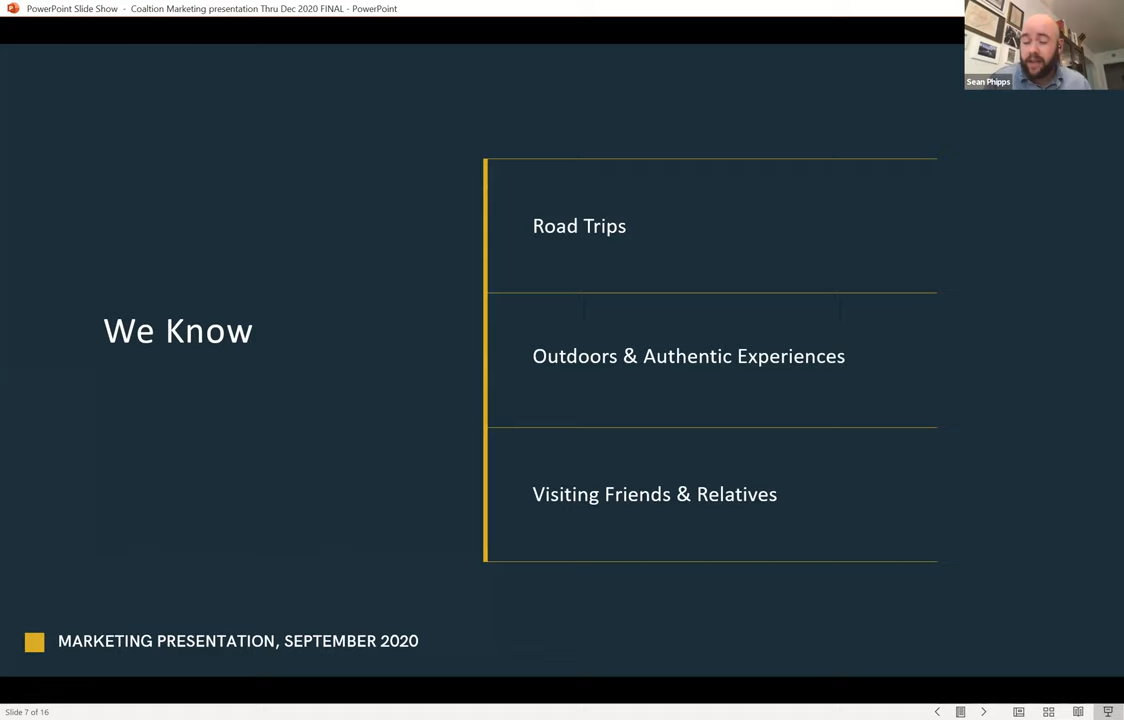 PowerPoint Slide Show - Coaltion Marketing presentation Thru Dec 2020 FINAL - PowerPoint
Sean Phipps
Road Trips
We Know
Outdoors & Authentic Experiences
Visiting Friends & Relatives
MARKETING PRESENTATION, SEPTEMBER 2020
Slide 7 of 16